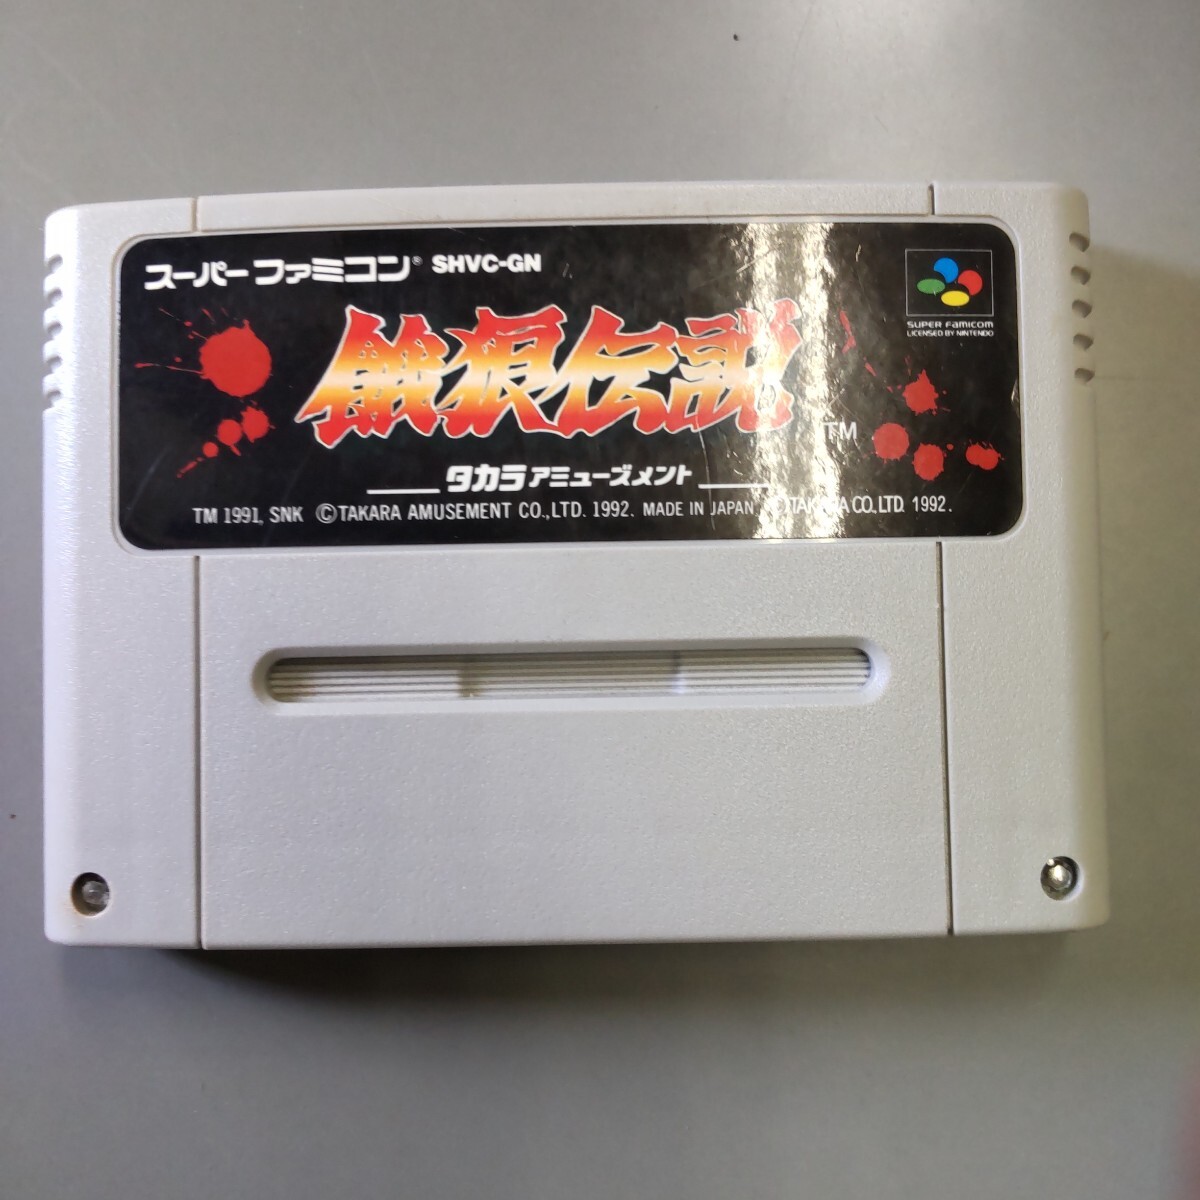 スーパーファミコン® SHVC-GN
SUPER FAMICOM
LICENSED BY NINTENDO
餓狼伝説 TM
タカラアミューズメント
TM 1991, SNK ©TAKARA AMUSEMENT CO.,LTD. 1992. MADE IN JAPAN ©TAKARA CO.,LTD. 1992.